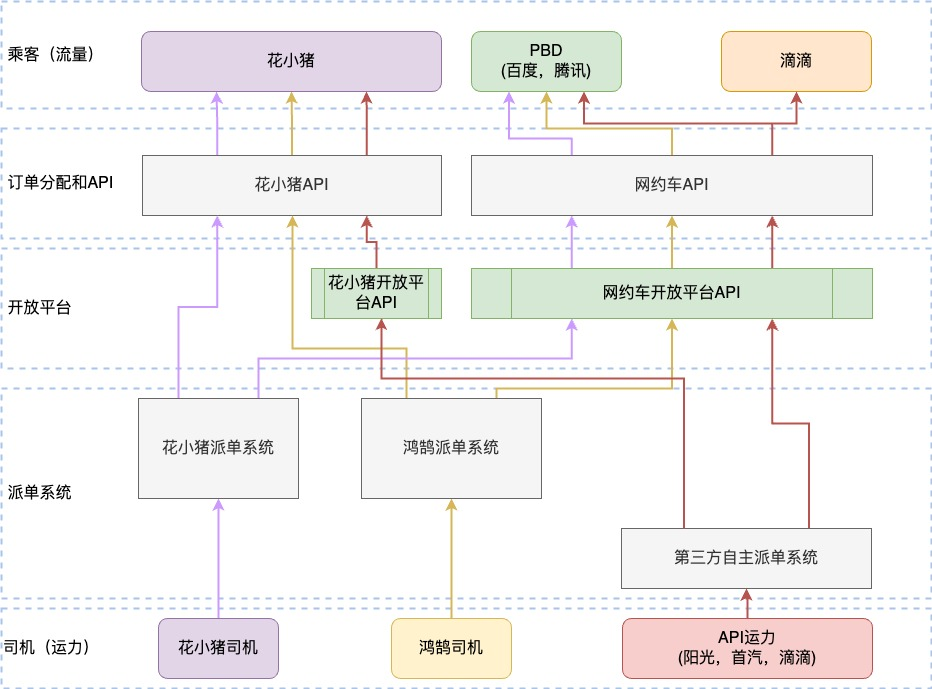 乘客（流量）
花小猪
PBD
(百度，腾讯)
滴滴
订单分配和API
花小猪API
网约车API
开放平台
花小猪开放平
台API
网约车开放平台API
派单系统
花小猪派单系统
鸿鹄派单系统
第三方自主派单系统
司机（运力）
花小猪司机
鸿鹄司机
API运力
(阳光，首汽，滴滴)